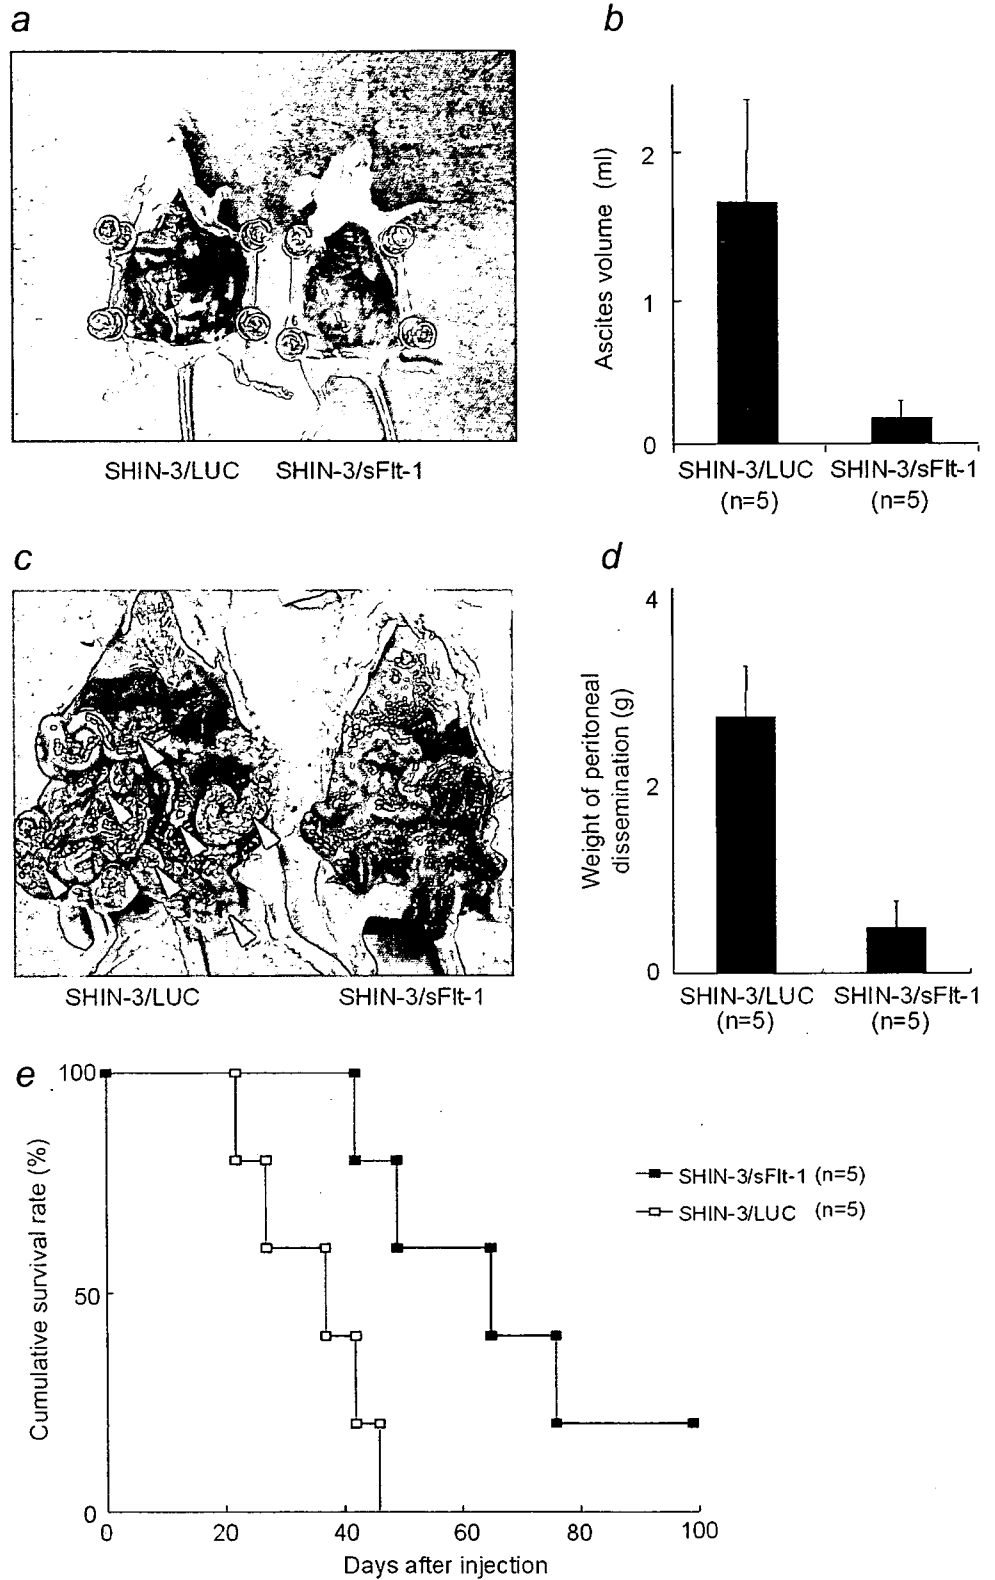 a
b
Ascites volume (ml)
2
1
0
SHIN-3/LUC SHIN-3/sFlt-1
SHIN-3/LUC SHIN-3/sFlt-1
(n=5) (n=5)
c
d
Weight of peritoneal
dissemination (g)
4
2
0
SHIN-3/LUC SHIN-3/sFlt-1
SHIN-3/LUC SHIN-3/sFlt-1
(n=5) (n=5)
e
Cumulative survival rate (%)
100
50
0
SHIN-3/sFlt-1 (n=5)
SHIN-3/LUC (n=5)
0 20 40 60 80 100
Days after injection